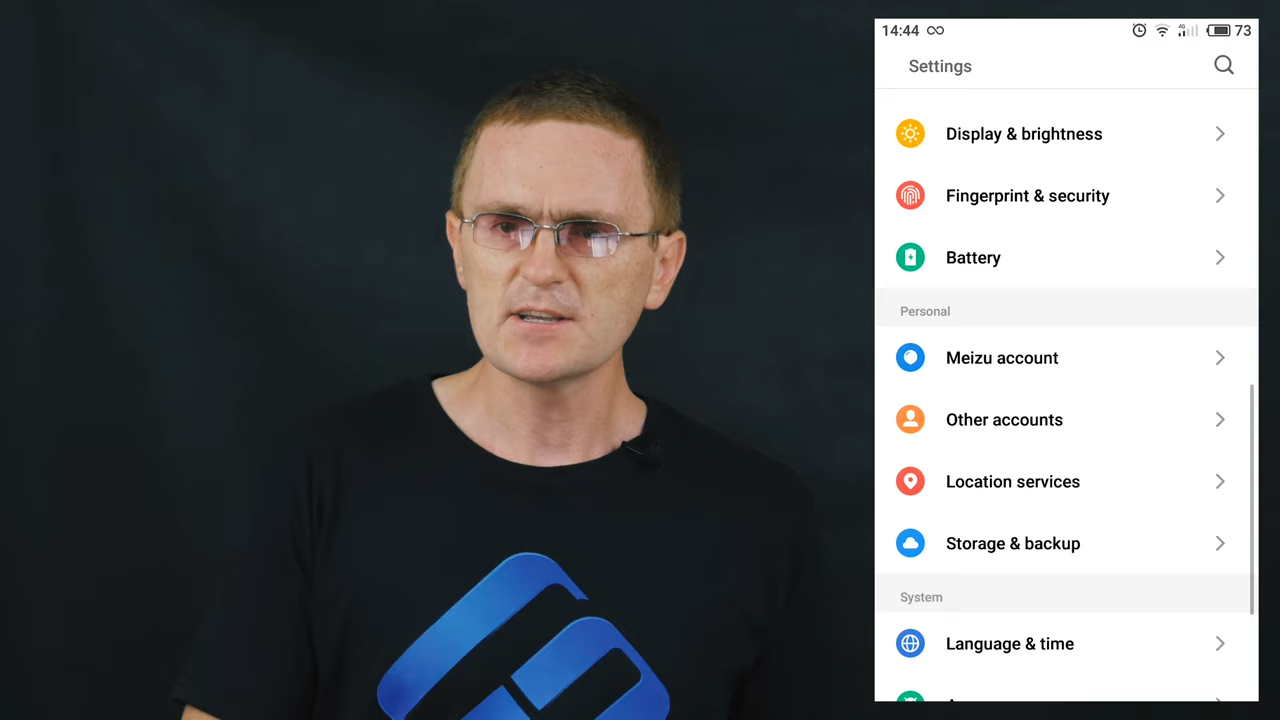 14:44 73
Settings
Display & brightness
Fingerprint & security
Battery
Personal
Meizu account
Other accounts
Location services
Storage & backup
System
Language & time